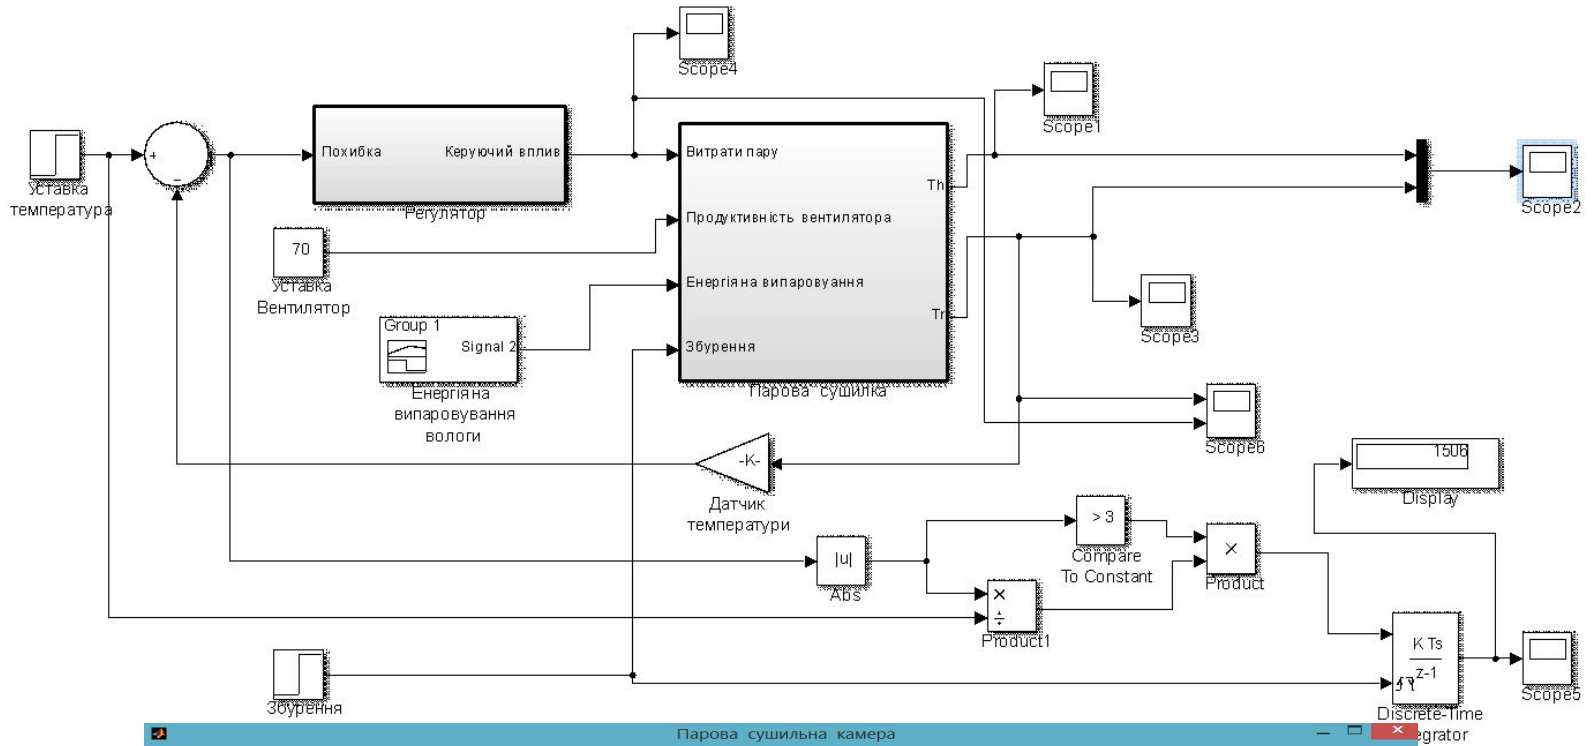 Scope4
Scope1
Похибка
Керуючий вплив
Регулятор
+
−
Уставка
температура
Витрати пару
Th
Продуктивність вентилятора
Енергія на випаровуання
Tr
Збурення
Парова сушилка
Scope2
70
Уставка
Вентилятор
Scope3
Group 1
Signal 2
Енергія на
випаровування
вологи
Scope6
-K-
Датчик
температури
1506
Display
> 3
Compare
To Constant
×
Product
|u|
Abs
×
÷
Product1
K Ts
z-1
Discrete-Time
egrator
Scope5
Збурення
Парова сушильна камера